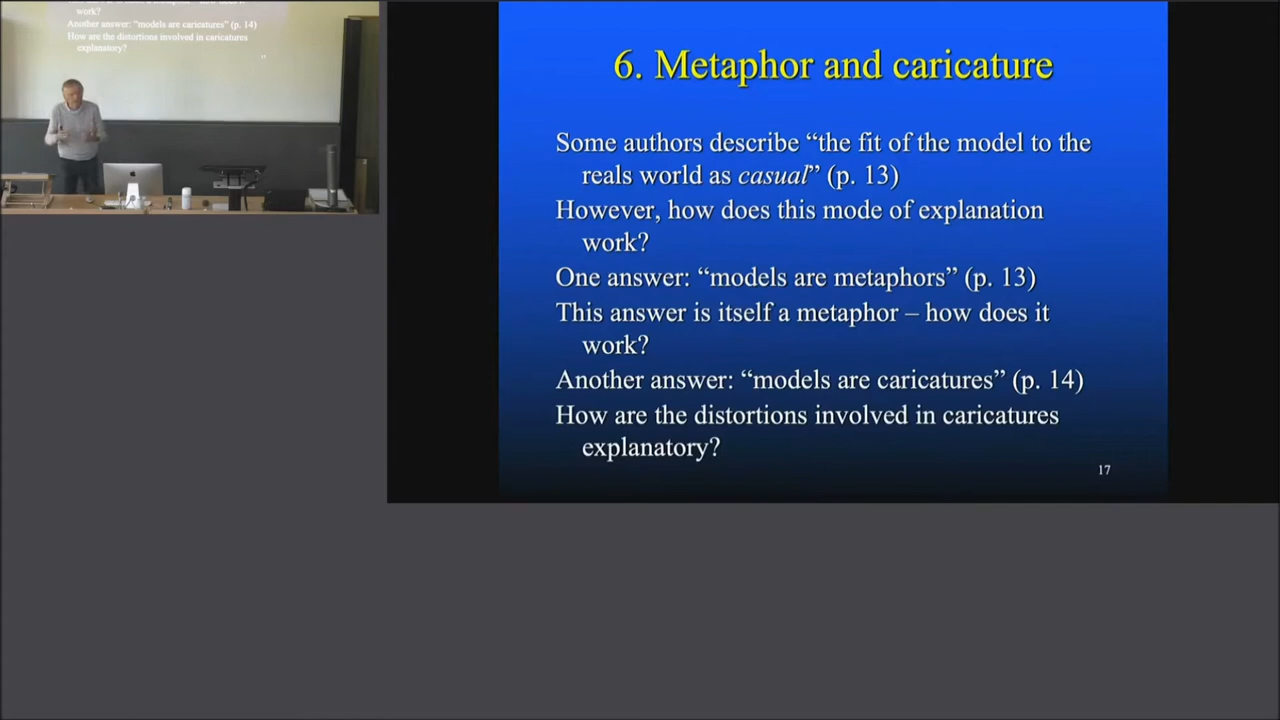 work?
Another answer: “models are caricatures” (p. 14)
How are the distortions involved in caricatures
explanatory?
17
6. Metaphor and caricature
Some authors describe “the fit of the model to the
reals world as casual” (p. 13)
However, how does this mode of explanation
work?
One answer: “models are metaphors” (p. 13)
This answer is itself a metaphor – how does it
work?
Another answer: “models are caricatures” (p. 14)
How are the distortions involved in caricatures
explanatory?
17